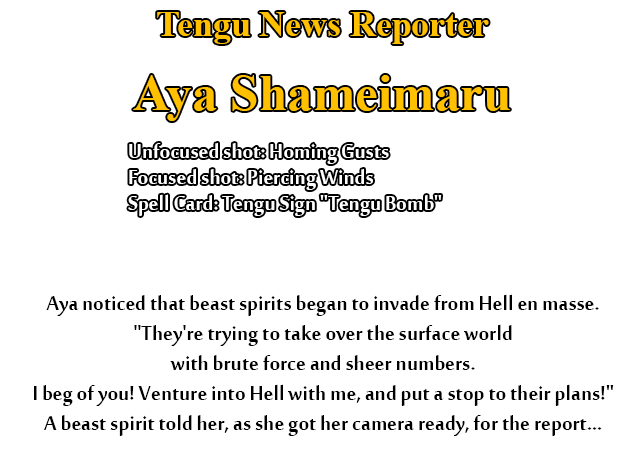 Tengu News Reporter
Aya Shameimaru
Unfocused shot: Homing Gusts
Focused shot: Piercing Winds
Spell Card: Tengu Sign "Tengu Bomb"
Aya noticed that beast spirits began to invade from Hell en masse.
"They're trying to take over the surface world
with brute force and sheer numbers.
I beg of you! Venture into Hell with me, and put a stop to their plans!"
A beast spirit told her, as she got her camera ready, for the report...